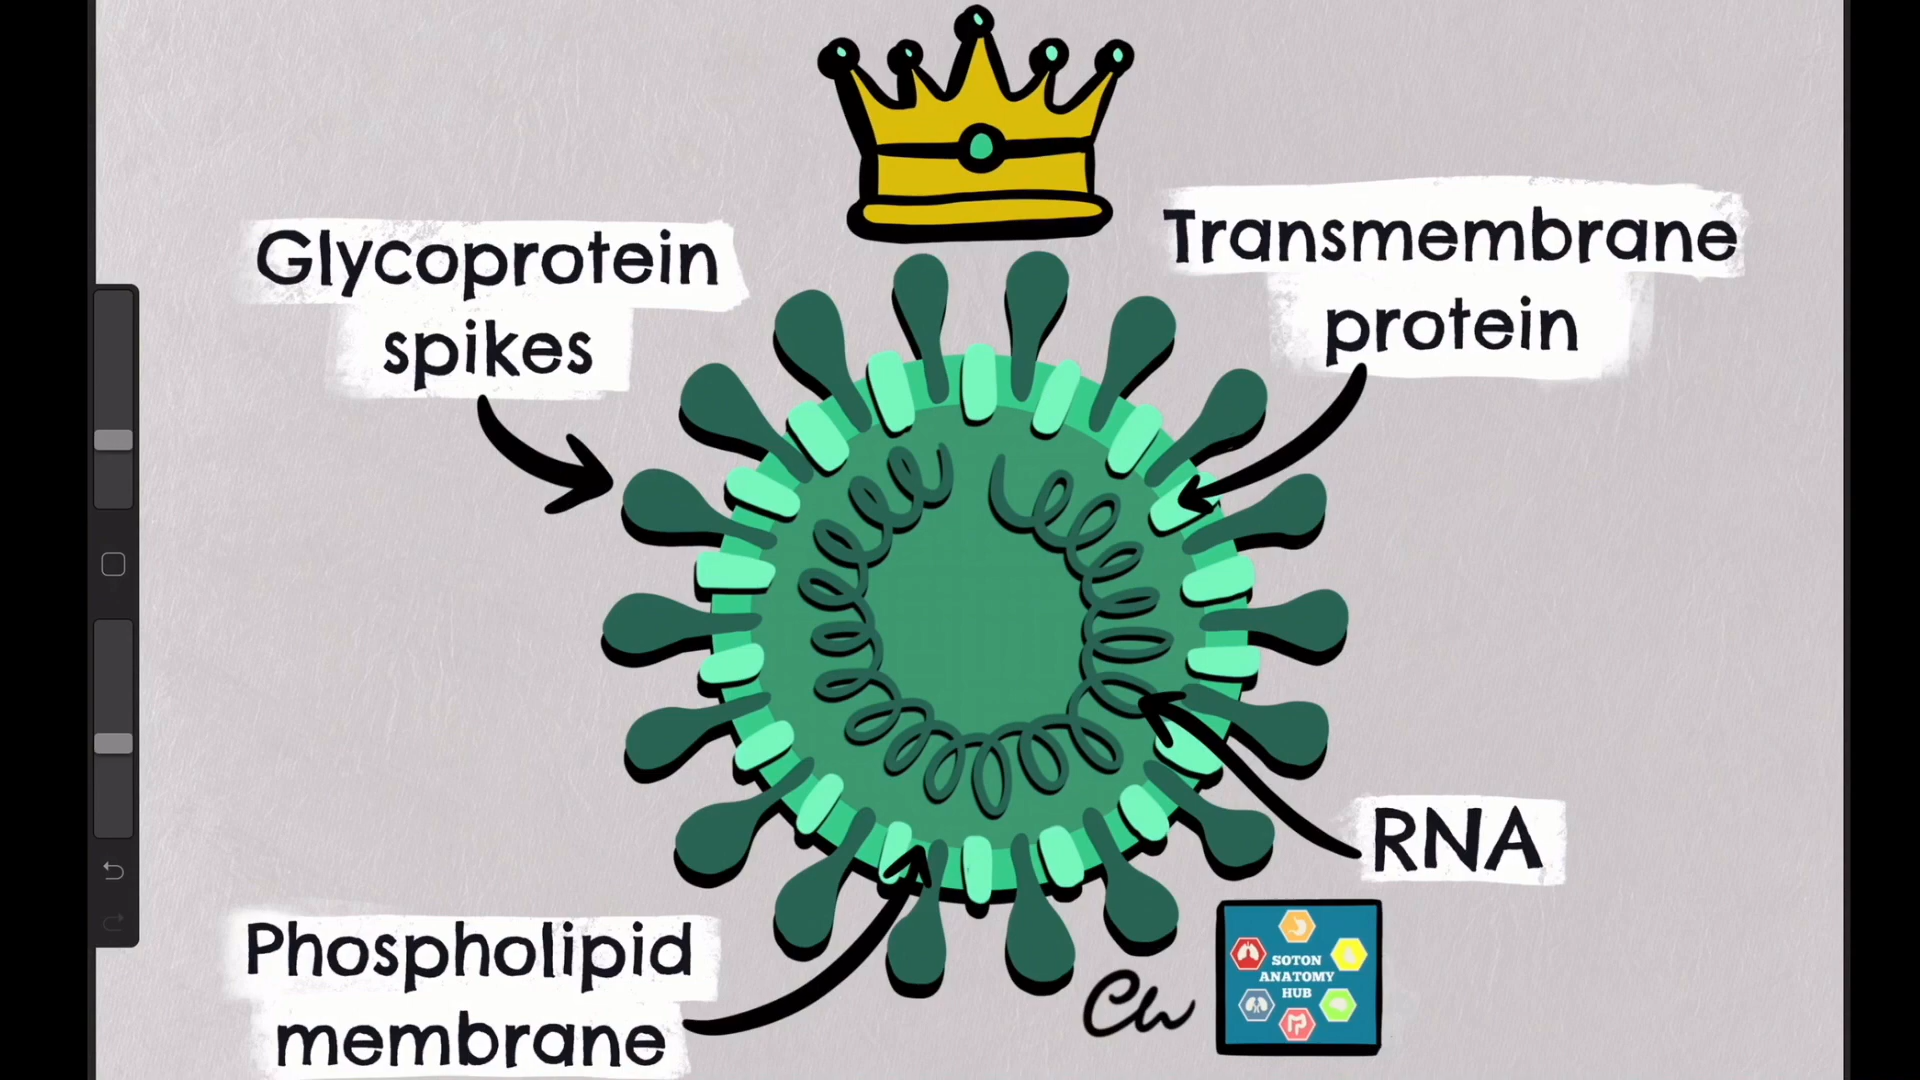 Glycoprotein
spikes
Transmembrane
protein
RNA
Phospholipid
membrane
SOTON
ANATOMY
HUB